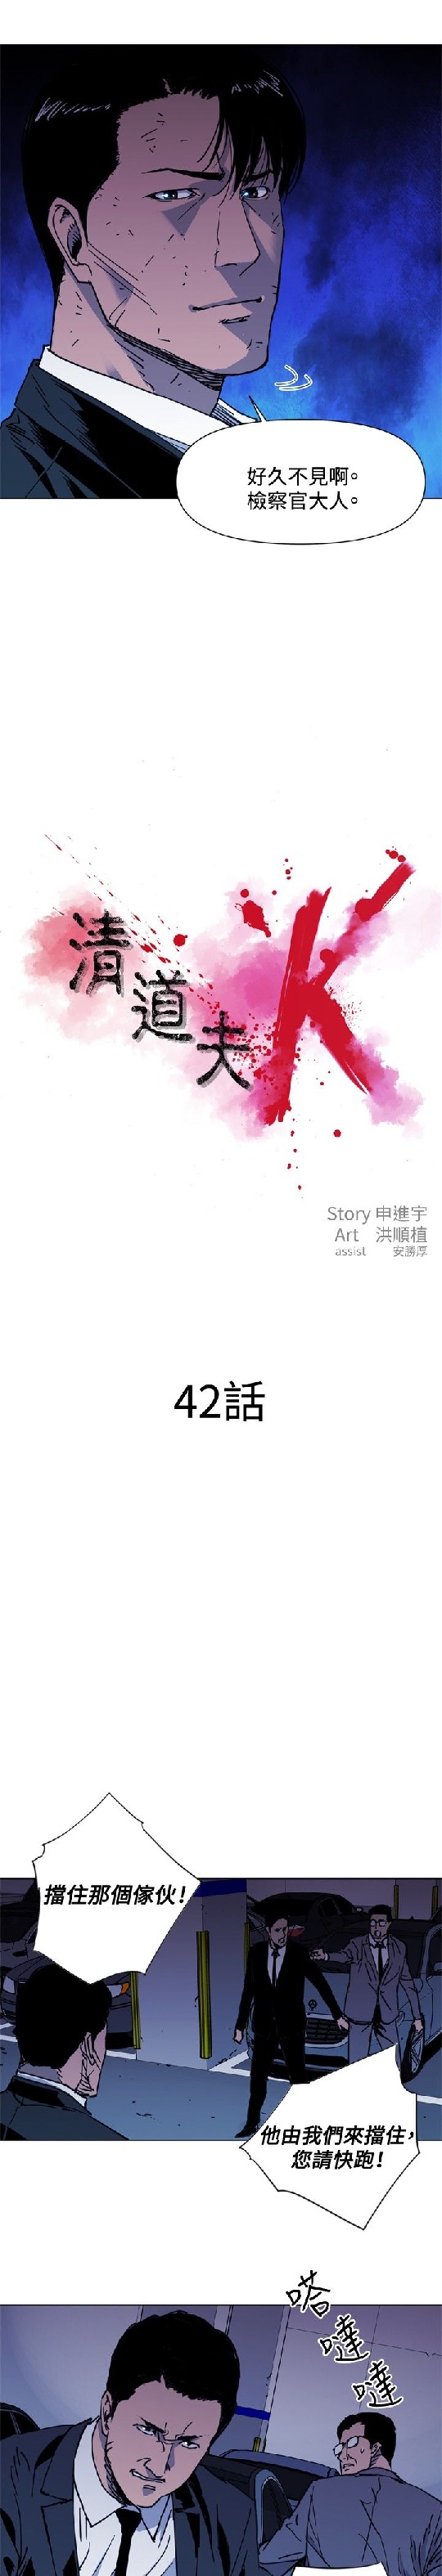 好久不見啊。
檢察官大人。
清道夫K
Story 申進宇
Art 洪順植
assist 安勝厚
42話
擋住那個傢伙！
他由我們來擋住，
您請快跑！
嗒
噠
噠